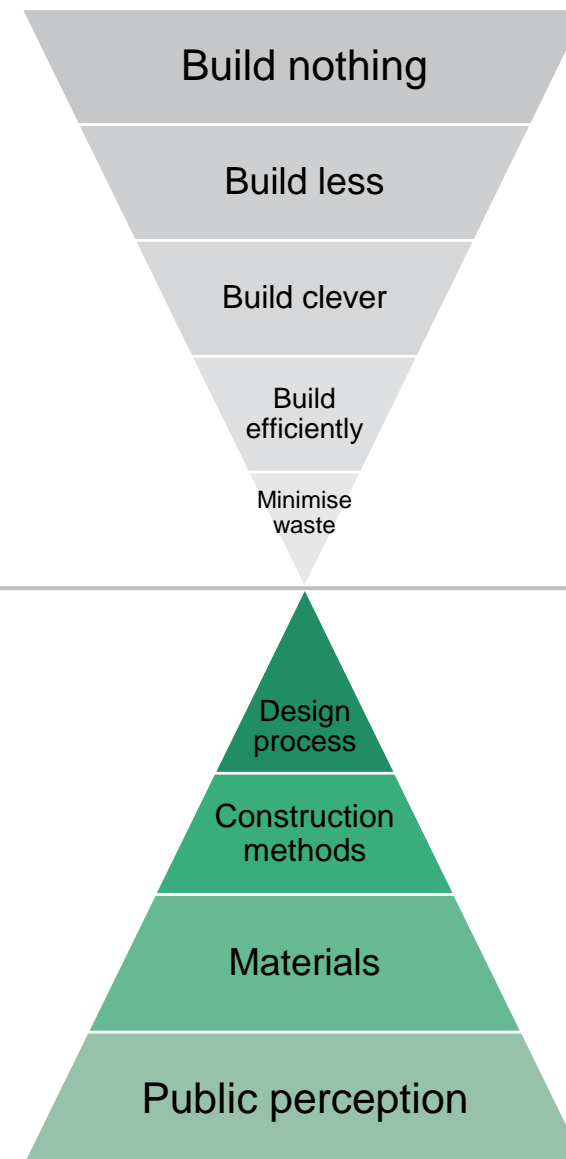 Build nothing
Build less
Build clever
Build
efficiently
Minimise
waste
Design
process
Construction
methods
Materials
Public perception